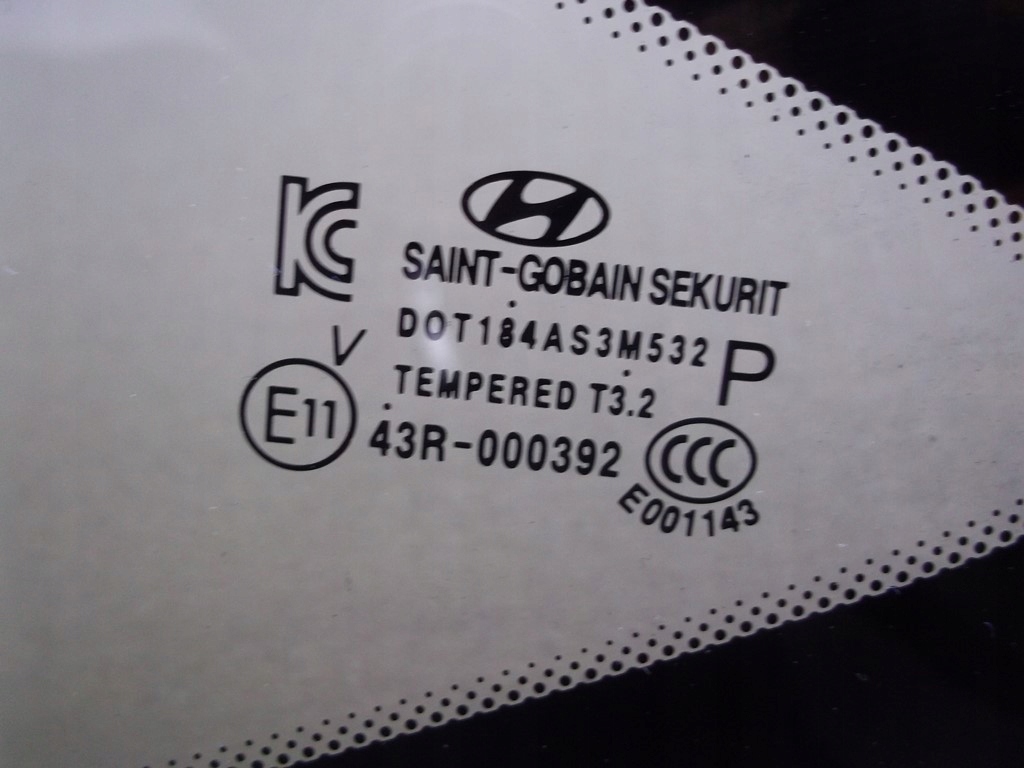 KC
SAINT-GOBAIN SEKURIT
DOT184AS3M532
P
V
TEMPERED T3.2
E11
43R-000392
CCC
E001143